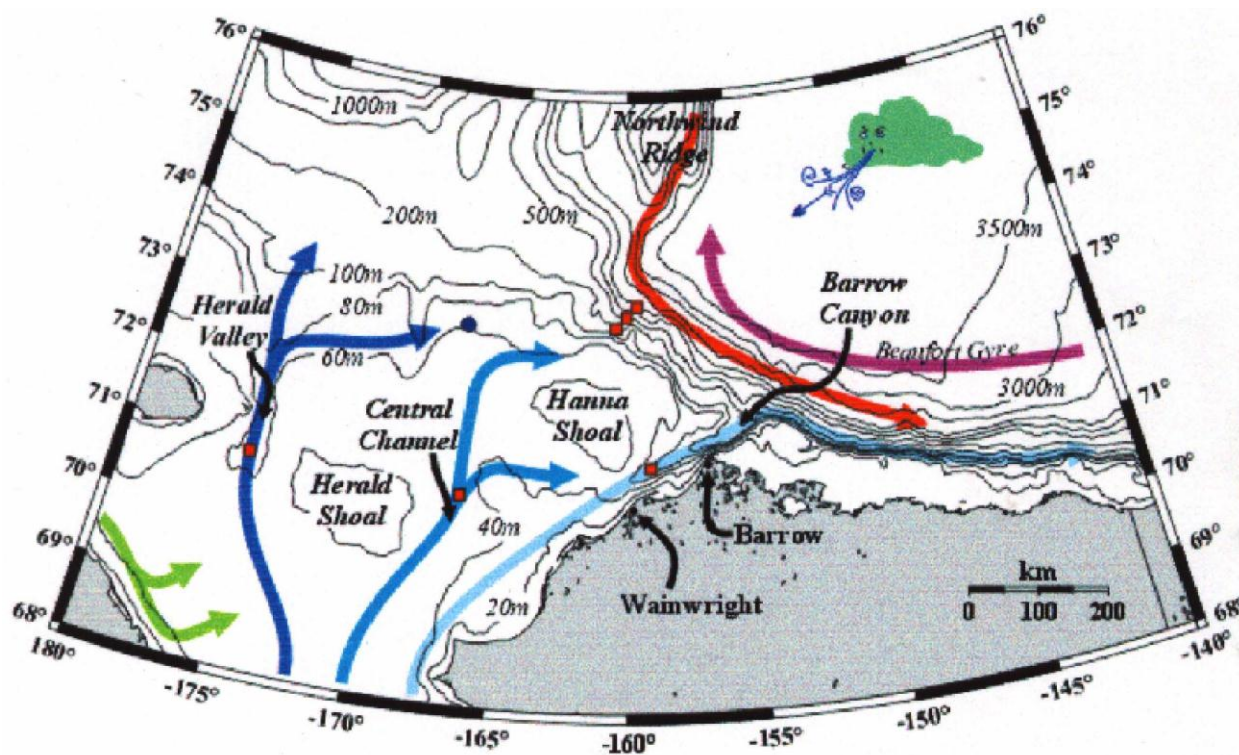 76°
76°
75°
75°
74°
74°
73°
73°
72°
72°
71°
71°
70°
70°
69°
69°
68°
68°
1000m
Northwind
Ridge
200m
500m
3500m
100m
80m
60m
Herald
Valley
Barrow
Canyon
Beaufort Gyre
3000m
Central
Channel
Hanna
Shoal
Herald
Shoal
40m
20m
Barrow
Wainwright
km
0 100 200
180°
-175°
-170°
-165°
-160°
-155°
-150°
-145°
-140°